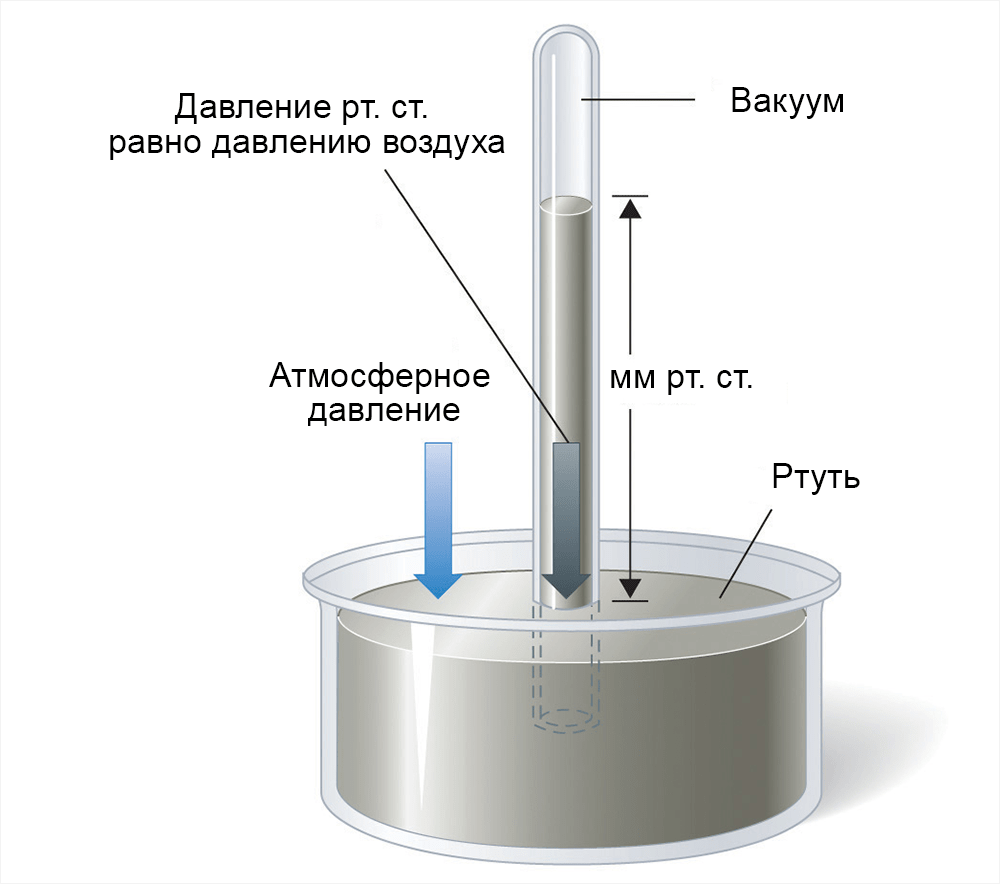 Давление рт. ст.
равно давлению воздуха
Вакуум
Атмосферное
давление
мм рт. ст.
Ртуть